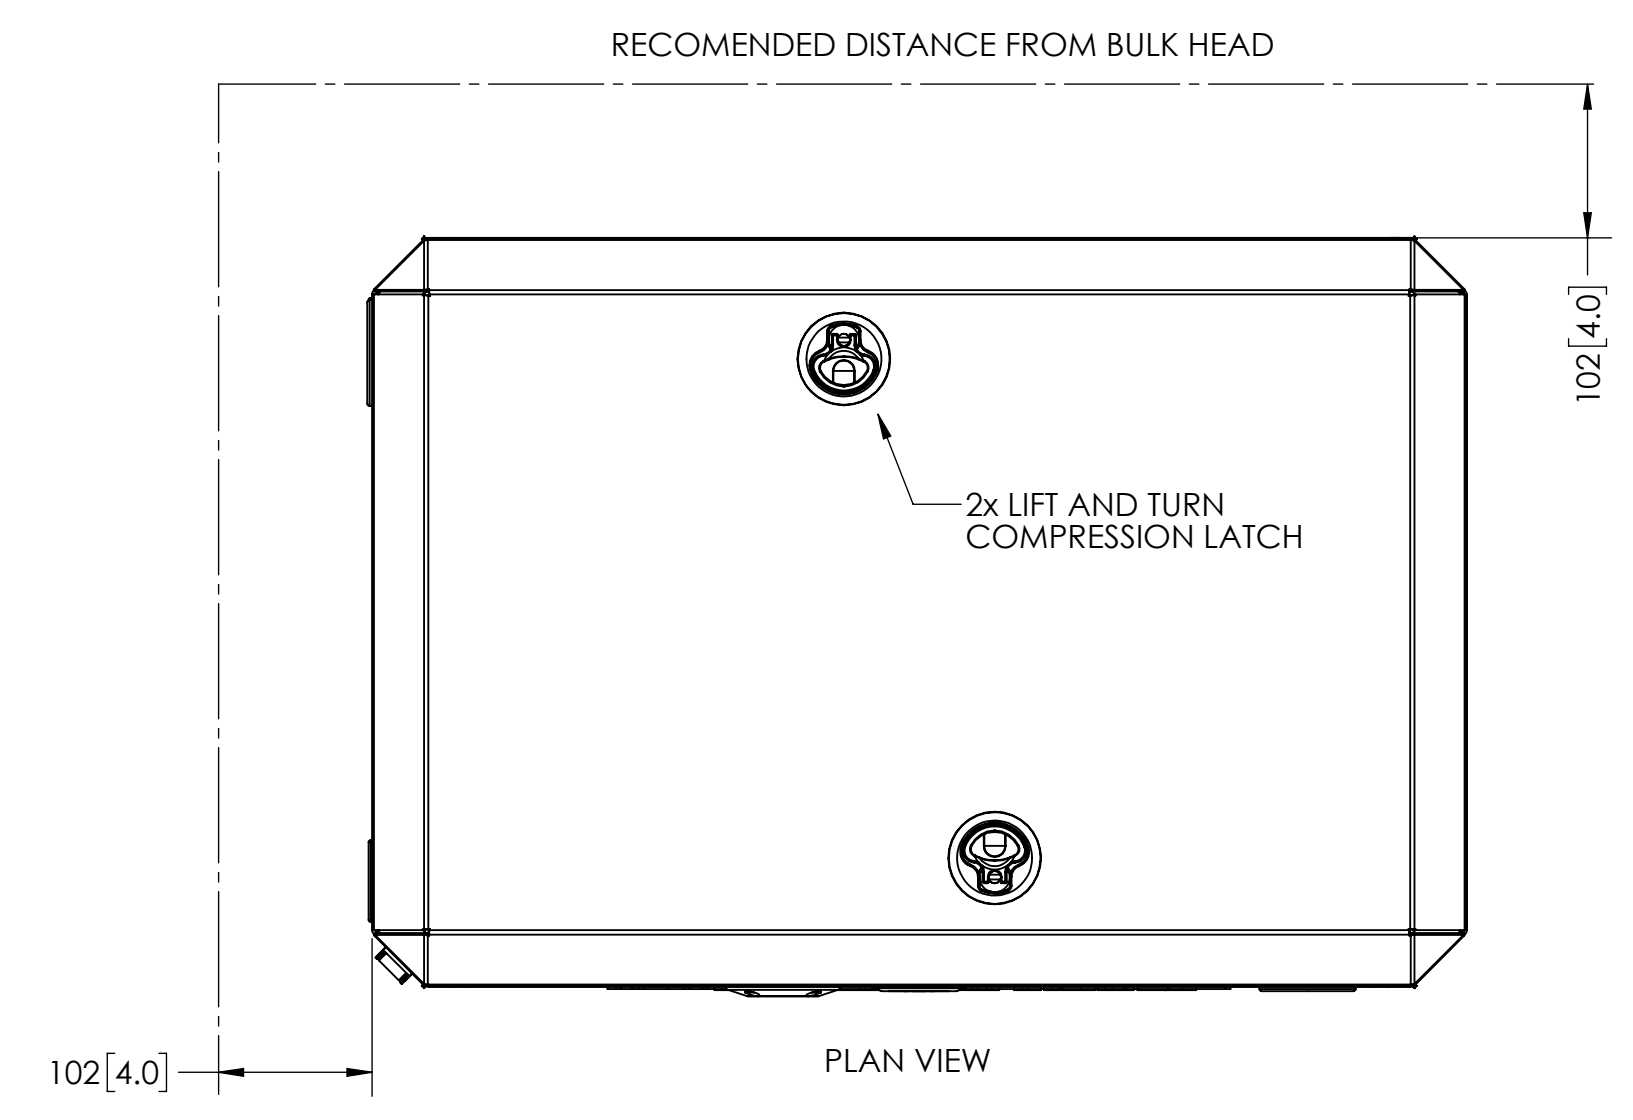 RECOMENDED DISTANCE FROM BULK HEAD
102[4.0]
2x LIFT AND TURN
COMPRESSION LATCH
PLAN VIEW
102[4.0]